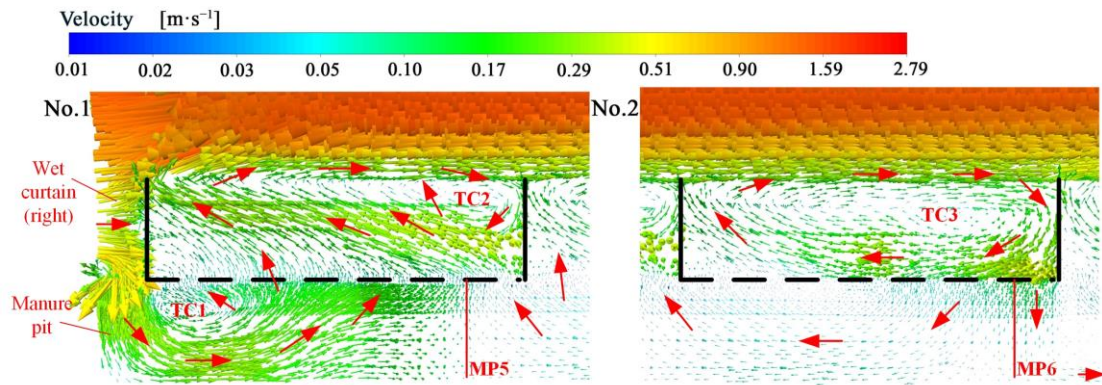 Velocity [m·s⁻¹]
0.01 0.02 0.03 0.05 0.10 0.17 0.29 0.51 0.90 1.59 2.79
No.1
No.2
Wet
curtain
(right)
TC2
TC3
Manure
pit
TC1
MP5
MP6